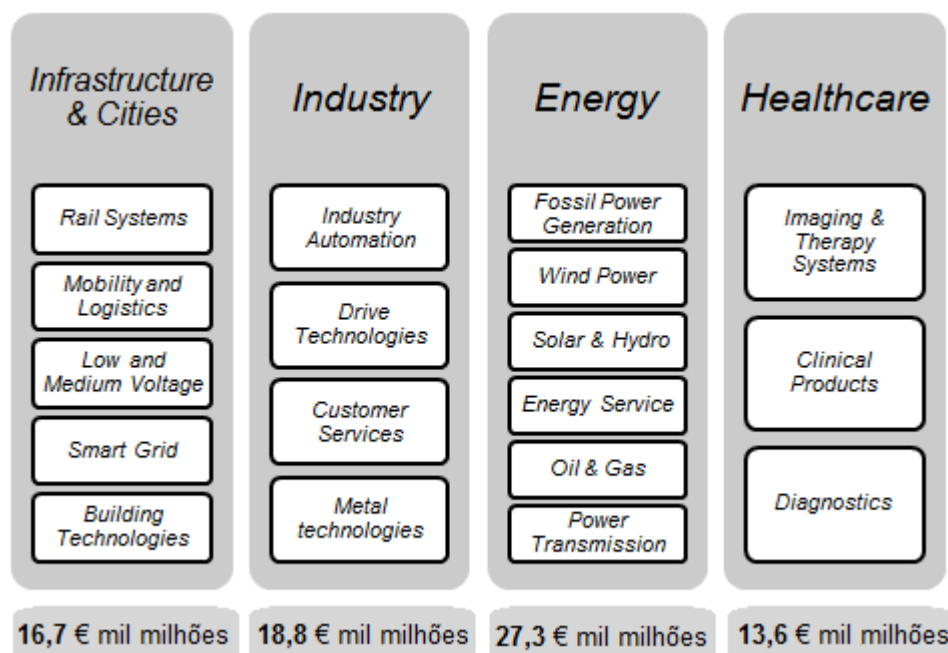 Infrastructure
& Cities
Rail Systems
Mobility and
Logistics
Low and
Medium Voltage
Smart Grid
Building
Technologies
16,7 € mil milhões
Industry
Industry
Automation
Drive
Technologies
Customer
Services
Metal
technologies
18,8 € mil milhões
Energy
Fossil Power
Generation
Wind Power
Solar & Hydro
Energy Service
Oil & Gas
Power
Transmission
27,3 € mil milhões
Healthcare
Imaging &
Therapy
Systems
Clinical
Products
Diagnostics
13,6 € mil milhões